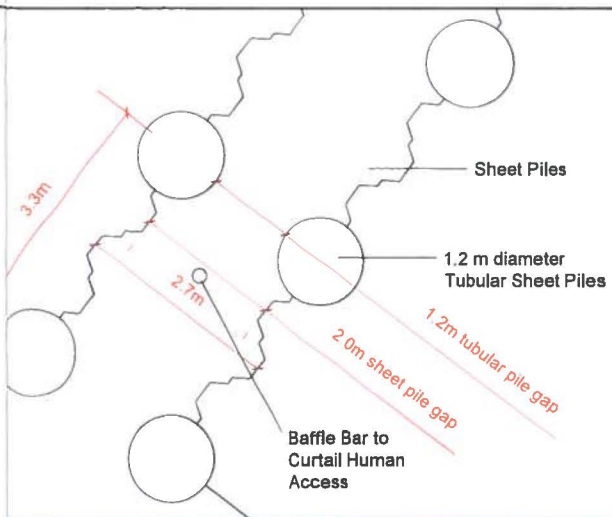 3.3m
Sheet Piles
1.2 m diameter
Tubular Sheet Piles
2.7m
1.2m tubular pile gap
2 0m sheet pile gap
Baffle Bar to
Curtail Human
Access